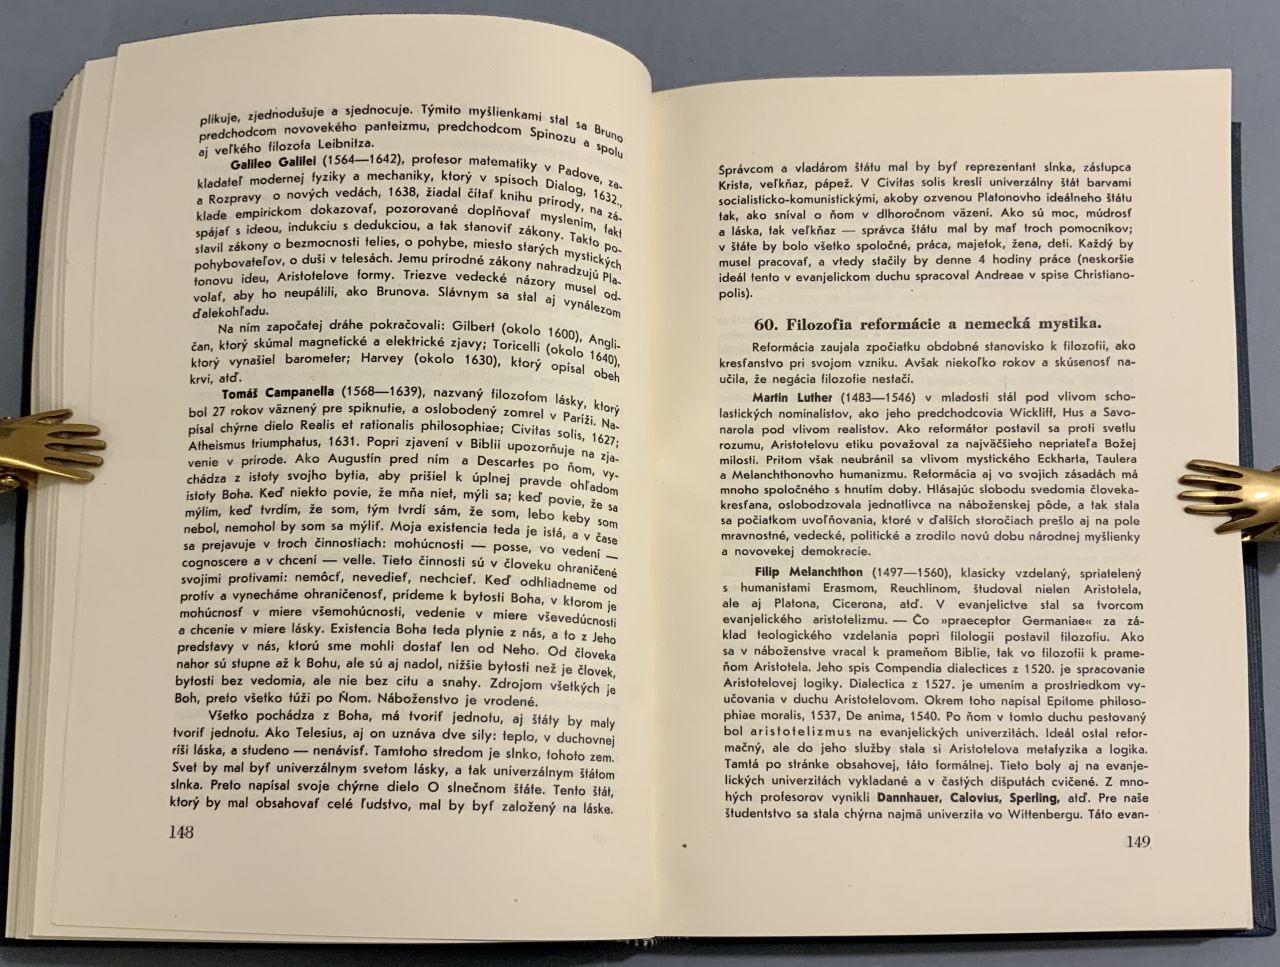 plikuje, zjednodušuje a sjednocuje. Týmito myšlienkami stal sa Bruno
predchodcom novovekého panteizmu, predchodcom Spinozu a spolu
aj veľkého filozofa Leibnitza.
Galileo Galilei (1564—1642), profesor matematiky v Padove, za-
kladateľ modernej fyziky a mechaniky, ktorý v spisoch Dialog, 1632.,
a Rozpravy o nových vedách, 1638, žiadal čítať knihu prírody, na zá-
klade empirickom dokazovať, pozorované doplňovať myslením, fakt
spájať s ideou, indukciu s dedukciou, a tak stanoviť zákony. Takto po-
stavil zákony o bezmocnosti telies, o pohybe, miesto starých mystických
pohybovateľov, o duši v telesách. Jemu prírodné zákony nahradzujú Pla-
tonovu ideu, Aristotelove formy. Triezve vedecké názory musel od-
volať, aby ho neupálili, ako Brunova. Slávnym sa stal aj vynálezom
ďalekohľadu.
Na ním započatej dráhe pokračovali: Gilbert (okolo 1600), Angli-
čan, ktorý skúmal magnetické a elektrické zjavy; Toricelli (okolo 1640),
ktorý vynašiel barometer; Harvey (okolo 1630), ktorý opísal obeh
krvi, atď.
Tomáš Campanella (1568—1639), nazvaný filozofom lásky, ktorý
bol 27 rokov väznený pre spiknutie, a oslobodený zomrel v Paríži. Na-
písal chýrne dielo Realis et rationalis philosophiae; Civitas solis, 1627;
Atheismus triumphatus, 1631. Popri zjavení v Biblii upozorňuje na zja-
venie v prírode. Ako Augustín pred ním a Descartes po ňom, vy-
chádza z istoty svojho bytia, aby prišiel k úplnej pravde ohľadom
istoty Boha. Keď niekto povie, že mňa niet, mýli sa; keď povie, že sa
mýlim, keď tvrdím, že som, tým tvrdí sám, že som, lebo keby som
nebol, nemohol by som sa mýliť. Moja existencia teda je istá, a v čase
sa prejavuje v troch činnostiach: mohúcnosti — posse, vo vedení —
cognoscere a v chcení — velle. Tieto činnosti sú v človeku ohraničené
svojimi protivami: nemôcť, nevedieť, nechcieť. Keď odhliadneme od
protív a vynecháme ohraničenosť, prídeme k bytosti Boha, v ktorom je
mohúcnosť v miere všemohúcnosti, vedenie v miere vševedúcnosti
a chcenie v miere lásky. Existencia Boha teda plynie z nás, a to z Jeho
predstavy v nás, ktorú sme mohli dostať len od Neho. Od človeka
nahor sú stupne až k Bohu, ale sú aj nadol, nižšie bytosti než je človek,
bytosti bez vedomia, ale nie bez citu a snahy. Zdrojom všetkých je
Boh, preto všetko túži po Ňom. Náboženstvo je vrodené.
Všetko pochádza z Boha, má tvoriť jednotu, aj štáty by maly
tvoriť jednotu. Ako Telesius, aj on uznáva dve sily: teplo, v duchovnej
ríši láska, a studeno — nenávisť. Tamtoho stredom je slnko, tohoto zem.
Svet by mal byť univerzálnym svetom lásky, a tak univerzálnym štátom
slnka. Preto napísal svoje chýrne dielo O slnečnom štáte. Tento štát,
ktorý by mal obsahovať celé ľudstvo, mal by byť založený na láske.
148
Správcom a vladárom štátu mal by byť reprezentant slnka, zástupca
Krista, veľkňaz, pápež. V Civitas solis kreslí univerzálny štát barvami
socialisticko-komunistickými, akoby ozvenou Platonovho ideálneho štátu
tak, ako sníval o ňom v dlhoročnom väzení. Ako sú moc, múdrosť
a láska, tak veľkňaz — správca štátu mal by mať troch pomocníkov;
v štáte by bolo všetko spoločné, práca, majetok, žena, deti. Každý by
musel pracovať, a vtedy stačily by denne 4 hodiny práce (neskoršie
ideál tento v evanjelickom duchu spracoval Andreae v spise Christiano-
polis).
60. Filozofia reformácie a nemecká mystika.
Reformácia zaujala zpočiatku obdobné stanovisko k filozofii, ako
kresťanstvo pri svojom vzniku. Avšak niekoľko rokov a skúsenosť na-
učila, že negácia filozofie nestačí.
Martin Luther (1483—1546) v mladosti stál pod vlivom scho-
lastických nominalistov, ako jeho predchodcovia Wickliff, Hus a Savo-
narola pod vlivom realistov. Ako reformátor postavil sa proti svetlu
rozumu, Aristotelovu etiku považoval za najväčšieho nepriateľa Božej
milosti. Pritom však neubránil sa vlivom mystického Eckharta, Taulera
a Melanchthonovho humanizmu. Reformácia aj vo svojich zásadách má
mnoho spoločného s hnutím doby. Hlásajúc slobodu svedomia človeka-
kresťana, oslobodzovala jednotlivca na náboženskej pôde, a tak stala
sa počiatkom uvoľňovania, ktoré v ďalších storočiach prešlo aj na pole
mravnostné, vedecké, politické a zrodilo novú dobu národnej myšlienky
a novovekej demokracie.
Filip Melanchthon (1497—1560), klasicky vzdelaný, spriatelený
s humanistami Erasmom, Reuchlinom, študoval nielen Aristotela,
ale aj Platona, Cicerona, atď. V evanjelictve stal sa tvorcom
evanjelického aristotelizmu. — Čo »praeceptor Germaniae« za zá-
klad teologického vzdelania popri filologii postavil filozofiu. Ako
sa v náboženstve vracal k prameňom Biblie, tak vo filozofii k prame-
ňom Aristotela. Jeho spis Compendia dialectices z 1520. je spracovanie
Aristotelovej logiky. Dialectica z 1527. je umením a prostriedkom vy-
učovania v duchu Aristotelovom. Okrem toho napísal Epitome philoso-
phiae moralis, 1537, De anima, 1540. Po ňom v tomto duchu pestovaný
bol aristotelizmus na evanjelických univerzitách. Ideál ostal refor-
mačný, ale do jeho služby stala si Aristotelova metafyzika a logika.
Tamtá po stránke obsahovej, táto formálnej. Tieto boly aj na evanje-
lických univerzitách vykladané a v častých dišputách cvičené. Z mno-
hých profesorov vynikli Dannhauer, Calovius, Sperling, atď. Pre naše
študentstvo sa stala chýrna najmä univerzita vo Wittenbergu. Táto evan-
149